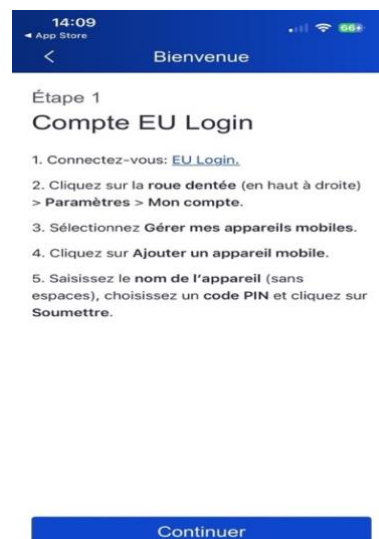 14:09
◄ App Store
66+
Bienvenue
Étape 1
Compte EU Login
1. Connectez-vous: EU Login.
2. Cliquez sur la roue dentée (en haut à droite)
> Paramètres > Mon compte.
3. Sélectionnez Gérer mes appareils mobiles.
4. Cliquez sur Ajouter un appareil mobile.
5. Saisissez le nom de l'appareil (sans
espaces), choisissez un code PIN et cliquez sur
Soumettre.
Continuer